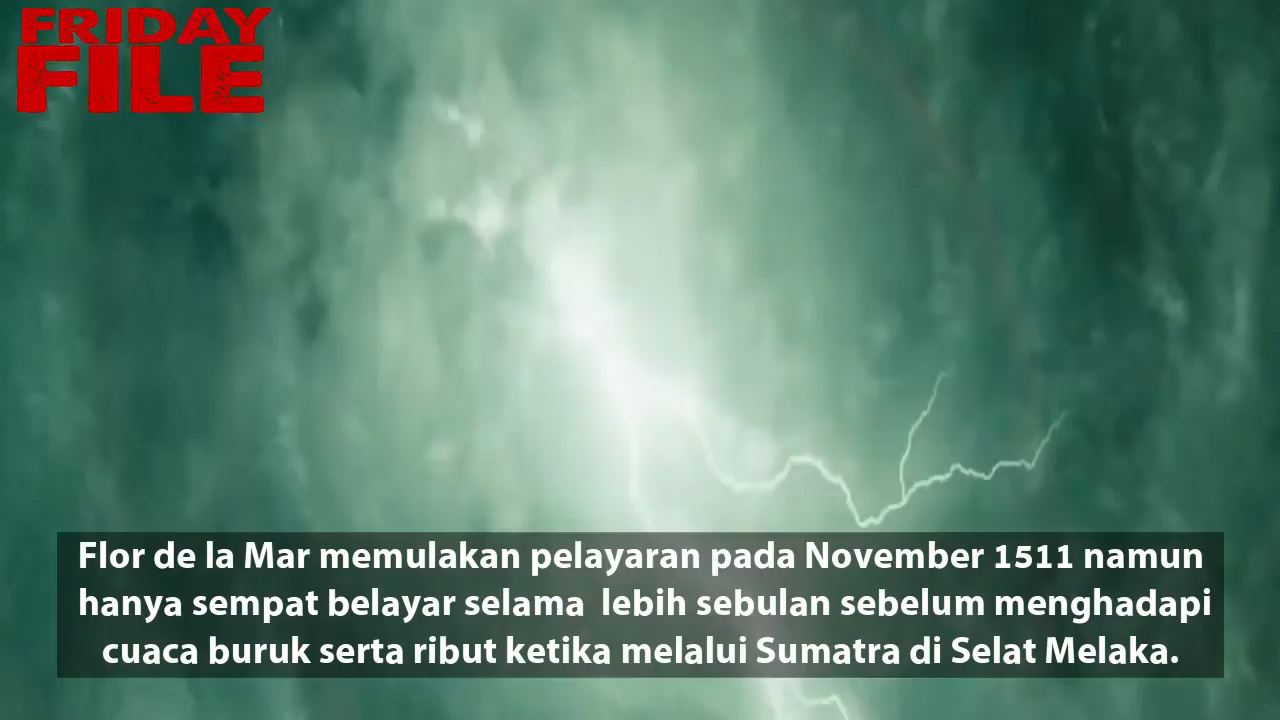 FRIDAY
FILE
Flor de la Mar memulakan pelayaran pada November 1511 namun
hanya sempat belayar selama lebih sebulan sebelum menghadapi
cuaca buruk serta ribut ketika melalui Sumatra di Selat Melaka.